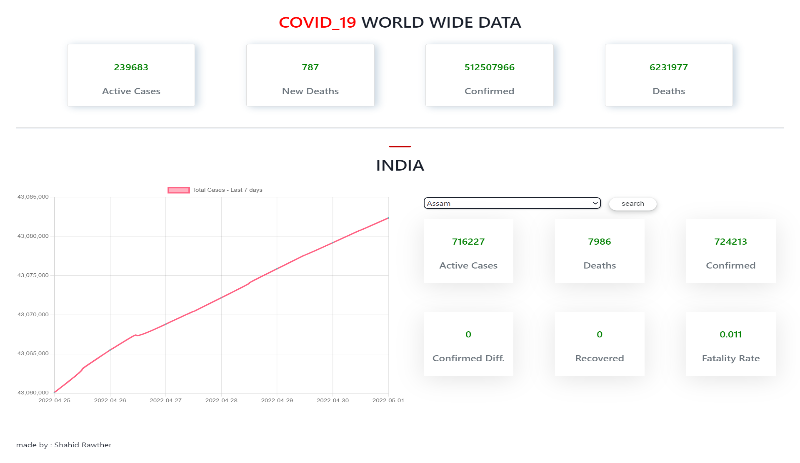 COVID_19 WORLD WIDE DATA
239683
Active Cases
787
New Deaths
512507966
Confirmed
6231977
Deaths
INDIA
Total Cases - Last 7 days
43,085,000
43,080,000
43,075,000
43,070,000
43,065,000
43,060,000
2022-04-25
2022-04-26
2022-04-27
2022-04-28
2022-04-29
2022-04-30
2022-05-01
Assam
search
716227
Active Cases
7986
Deaths
724213
Confirmed
0
Confirmed Diff.
0
Recovered
0.011
Fatality Rate
made by : Shahid Rawther